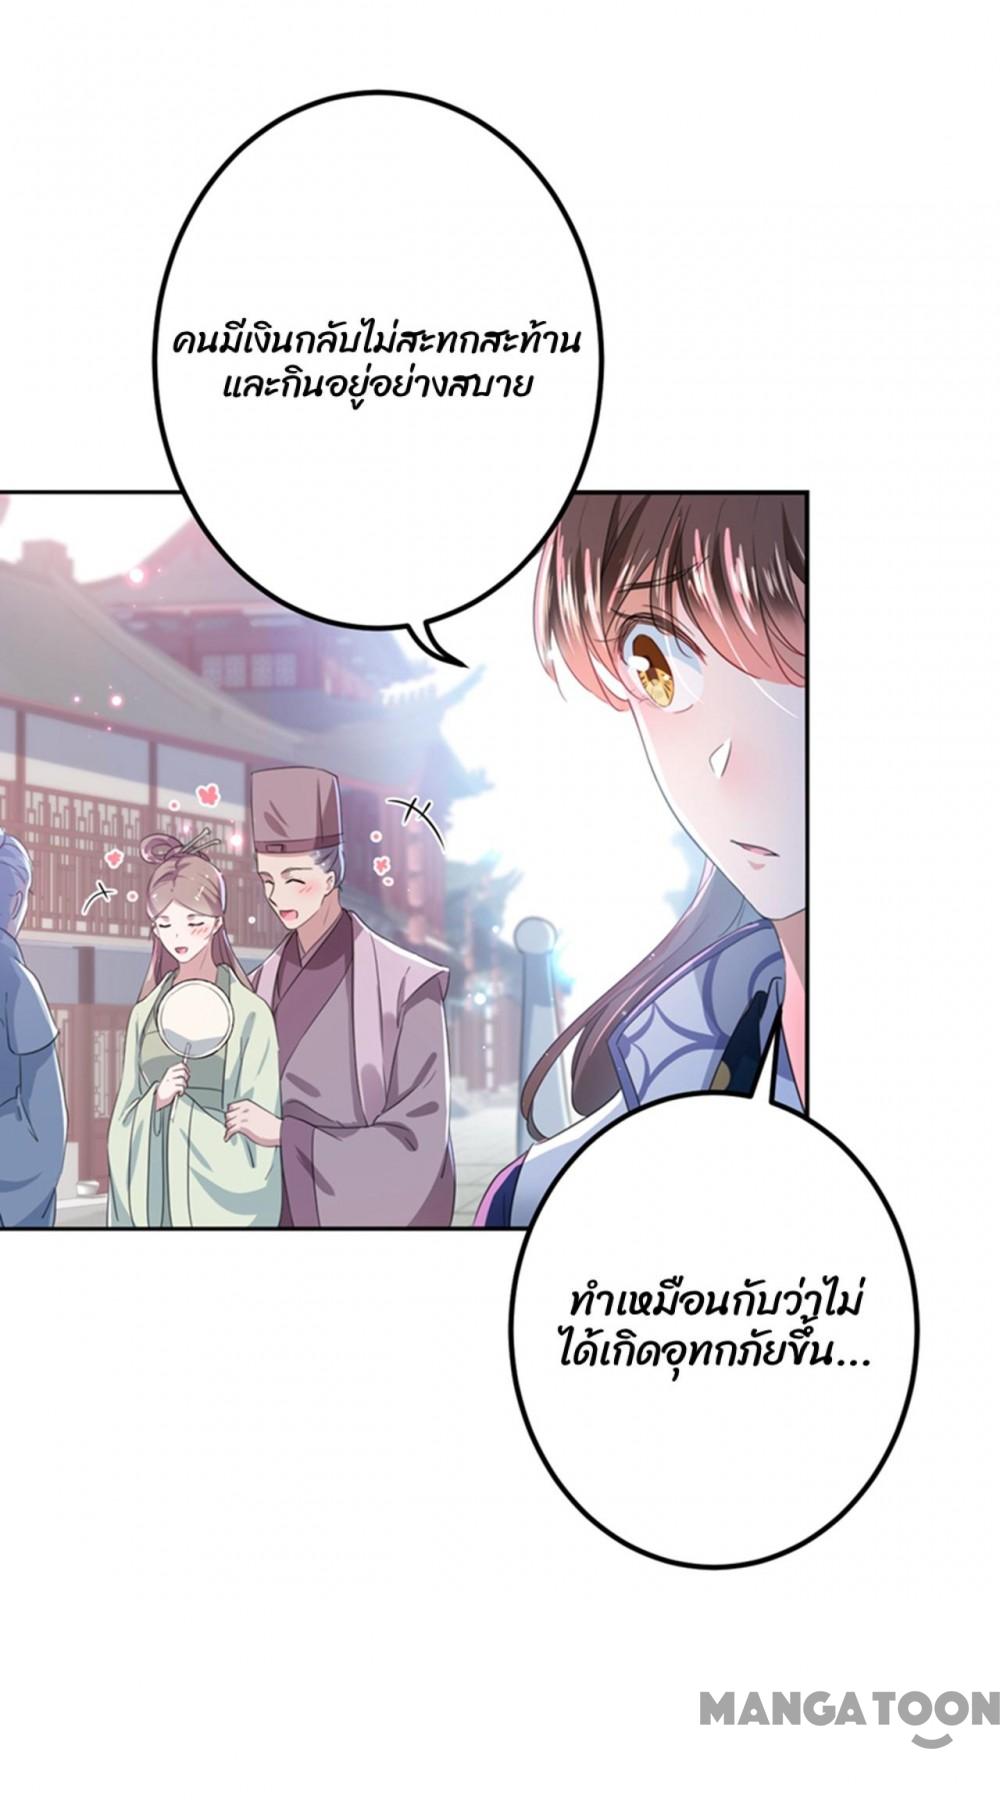 คนมีเงินกลับไม่สะทกสะท้าน
และกินอยู่อย่างสบาย
ทำเหมือนกับว่าไม่
ได้เกิดอุทกภัยขึ้น...
MANGATOON